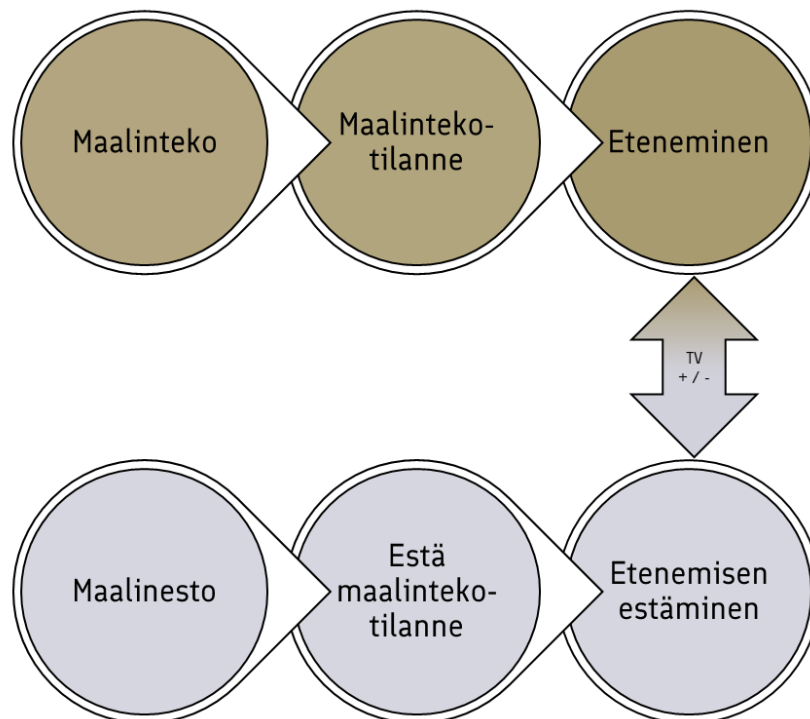 Maalinteko
Maalinteko-
tilanne
Eteneminen
TV
+ / -
Maalinesto
Estä
maalinteko-
tilanne
Etenemisen
estäminen